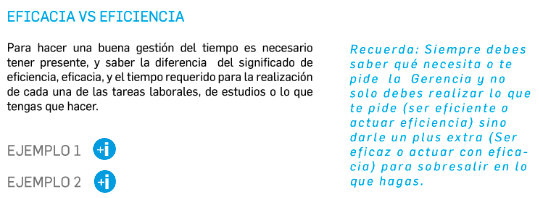 EFICACIA VS EFICIENCIA
Para hacer una buena gestión del tiempo es necesario
tener presente, y saber la diferencia del significado de
eficiencia, eficacia, y el tiempo requerido para la realización
de cada una de las tareas laborales, de estudios o lo que
tengas que hacer.
EJEMPLO 1 +i
EJEMPLO 2 +i
Recuerda: Siempre debes
saber qué necesita o te
pide la Gerencia y no
solo debes realizar lo que
te pide (ser eficiente o
actuar eficiencia) sino
darle un plus extra (Ser
eficaz o actuar con efica-
cia) para sobresalir en lo
que hagas.